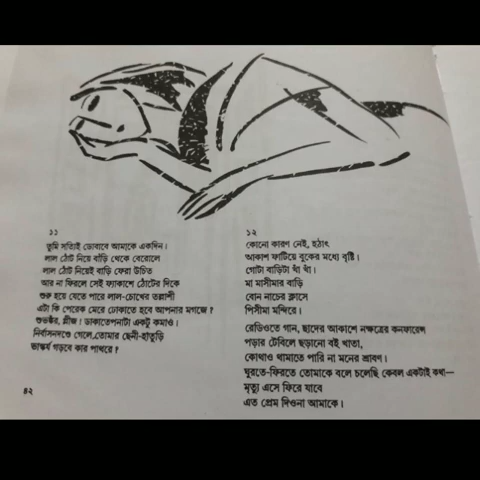 ১১
তুমি সত্যিই ডোবাবে আমাকে একদিন।
লাল ঠোঁট নিয়ে বাড়ি থেকে বেরোলে
লাল ঠোঁট নিয়েই বাড়ি ফেরা উচিত
আর না ফিরলে সেই ফ্যাকাশে ঠোঁটের দিকে
শুরু হয়ে যেতে পারে লাল-চোখের তল্লাশী
এটা কি পেরেক মেরে ঢোকাতে হবে আপনার মগজে?
শুভঙ্কর, প্লীজ! ডাকাতেপনাটা একটু কমাও।
নির্বাসনদণ্ডে গেলে, তোমার ছেনী-হাতুড়ি
ভাস্কর্য গড়বে কার পাথরে?
৪২
১২
কোনো কারণ নেই, হঠাৎ
আকাশ ফাটিয়ে বুকের মধ্যে বৃষ্টি।
গোটা বাড়িটা খাঁ খাঁ।
মা মাসীমার বাড়ি
বোন নাচের ক্লাসে
পিসীমা মন্দিরে।
রেডিওতে গান, ছাদের আকাশে নক্ষত্রের কনফারেন্স
পড়ার টেবিলে ছড়ানো বই খাতা,
কোথাও থামাতে পারি না মনের শ্রাবণ।
ঘুরতে-ফিরতে তোমাকে বলে চলেছি কেবল একটাই কথা—
মৃত্যু এসে ফিরে যাবে
এত প্রেম দিওনা আমাকে।